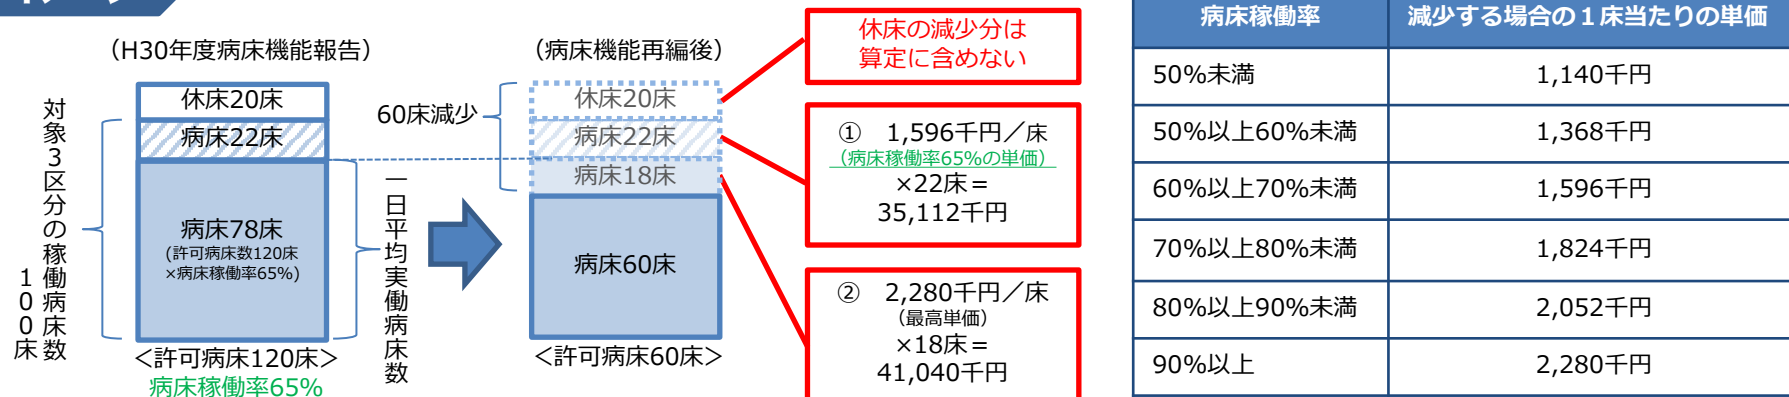 (H30年度病床機能報告)
休床20床
病床22床
病床78床
(許可病床数120床
×病床稼働率65%)
<許可病床120床>
病床稼働率65%
対象3区分の稼働病床数
100床
一日平均実働病床数
(病床機能再編後)
60床減少
休床20床
病床22床
病床18床
病床60床
<許可病床60床>
休床の減少分は
算定に含めない
① 1,596千円/床
(病床稼働率65%の単価)
×22床=
35,112千円
② 2,280千円/床
(最高単価)
×18床=
41,040千円
病床稼働率 減少する場合の1床当たりの単価
50%未満 1,140千円
50%以上60%未満 1,368千円
60%以上70%未満 1,596千円
70%以上80%未満 1,824千円
80%以上90%未満 2,052千円
90%以上 2,280千円